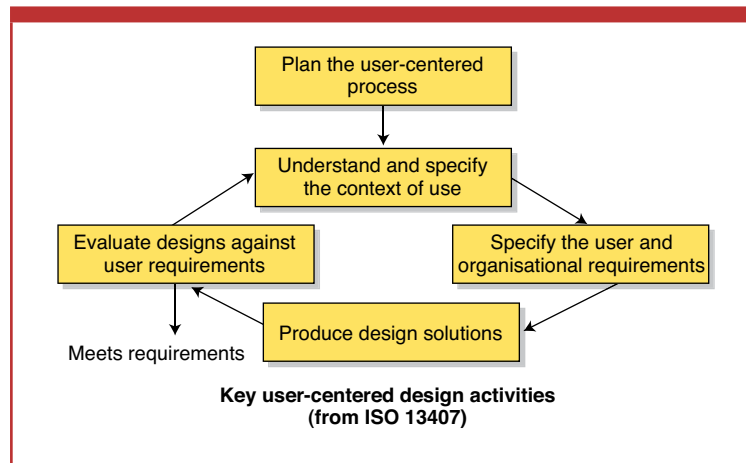 Plan the user-centered
process
Understand and specify
the context of use
Evaluate designs against
user requirements
Specify the user and
organisational requirements
Produce design solutions
Meets requirements
Key user-centered design activities
(from ISO 13407)